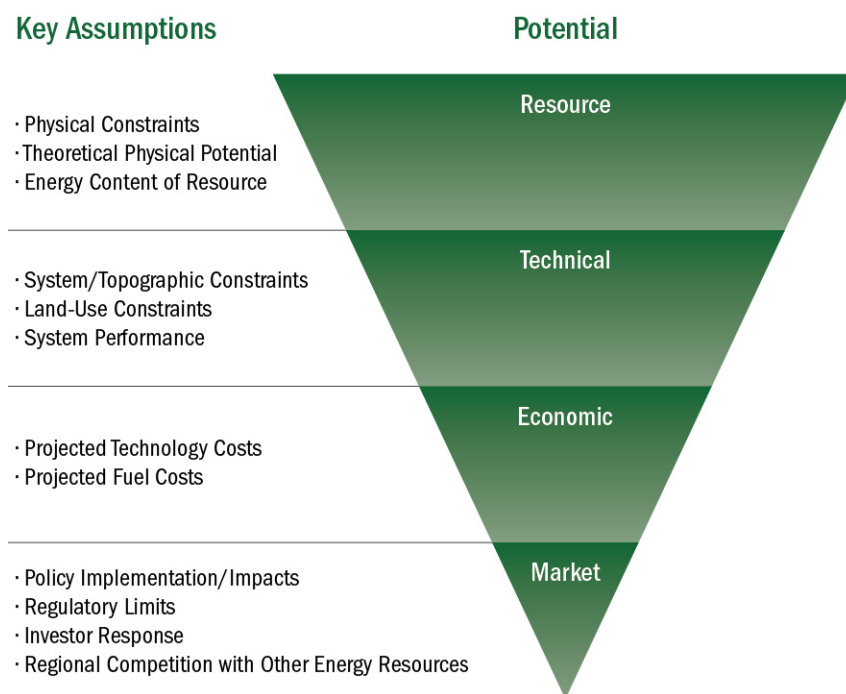 Key Assumptions
Potential
Resource
· Physical Constraints
· Theoretical Physical Potential
· Energy Content of Resource
Technical
· System/Topographic Constraints
· Land-Use Constraints
· System Performance
Economic
· Projected Technology Costs
· Projected Fuel Costs
Market
· Policy Implementation/Impacts
· Regulatory Limits
· Investor Response
· Regional Competition with Other Energy Resources